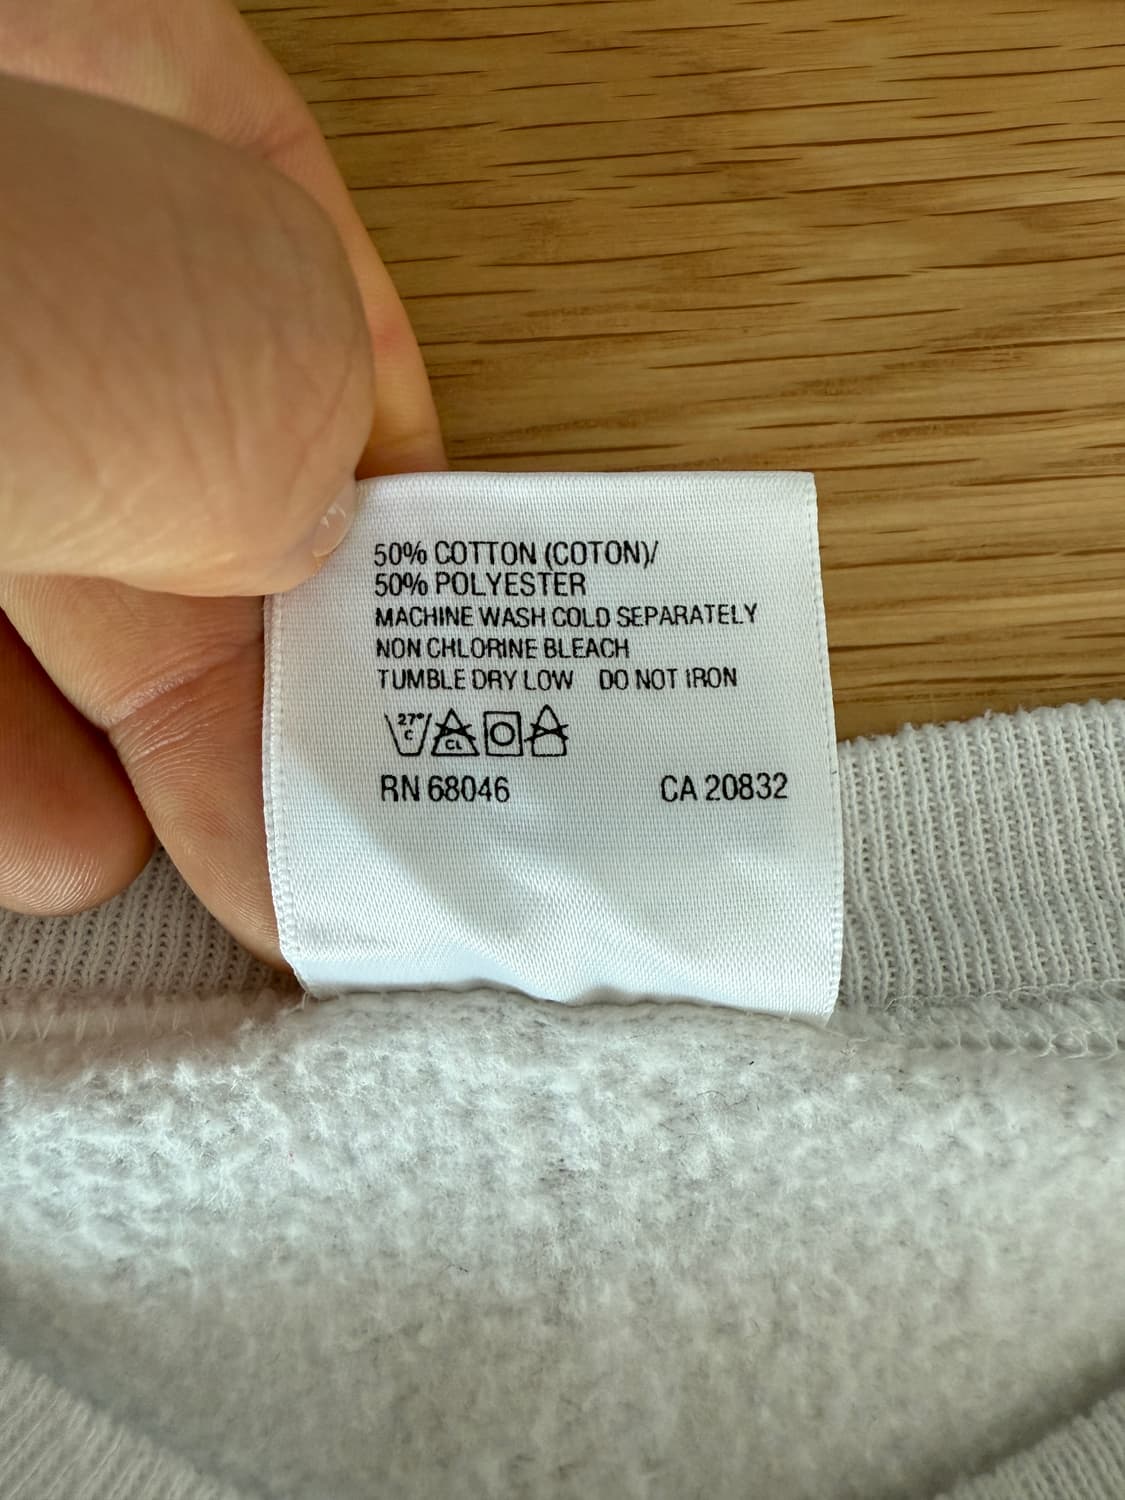 50% COTTON (COTON)/
50% POLYESTER
MACHINE WASH COLD SEPARATELY
NON CHLORINE BLEACH
TUMBLE DRY LOW DO NOT IRON
27° C CL
RN 68046 CA 20832